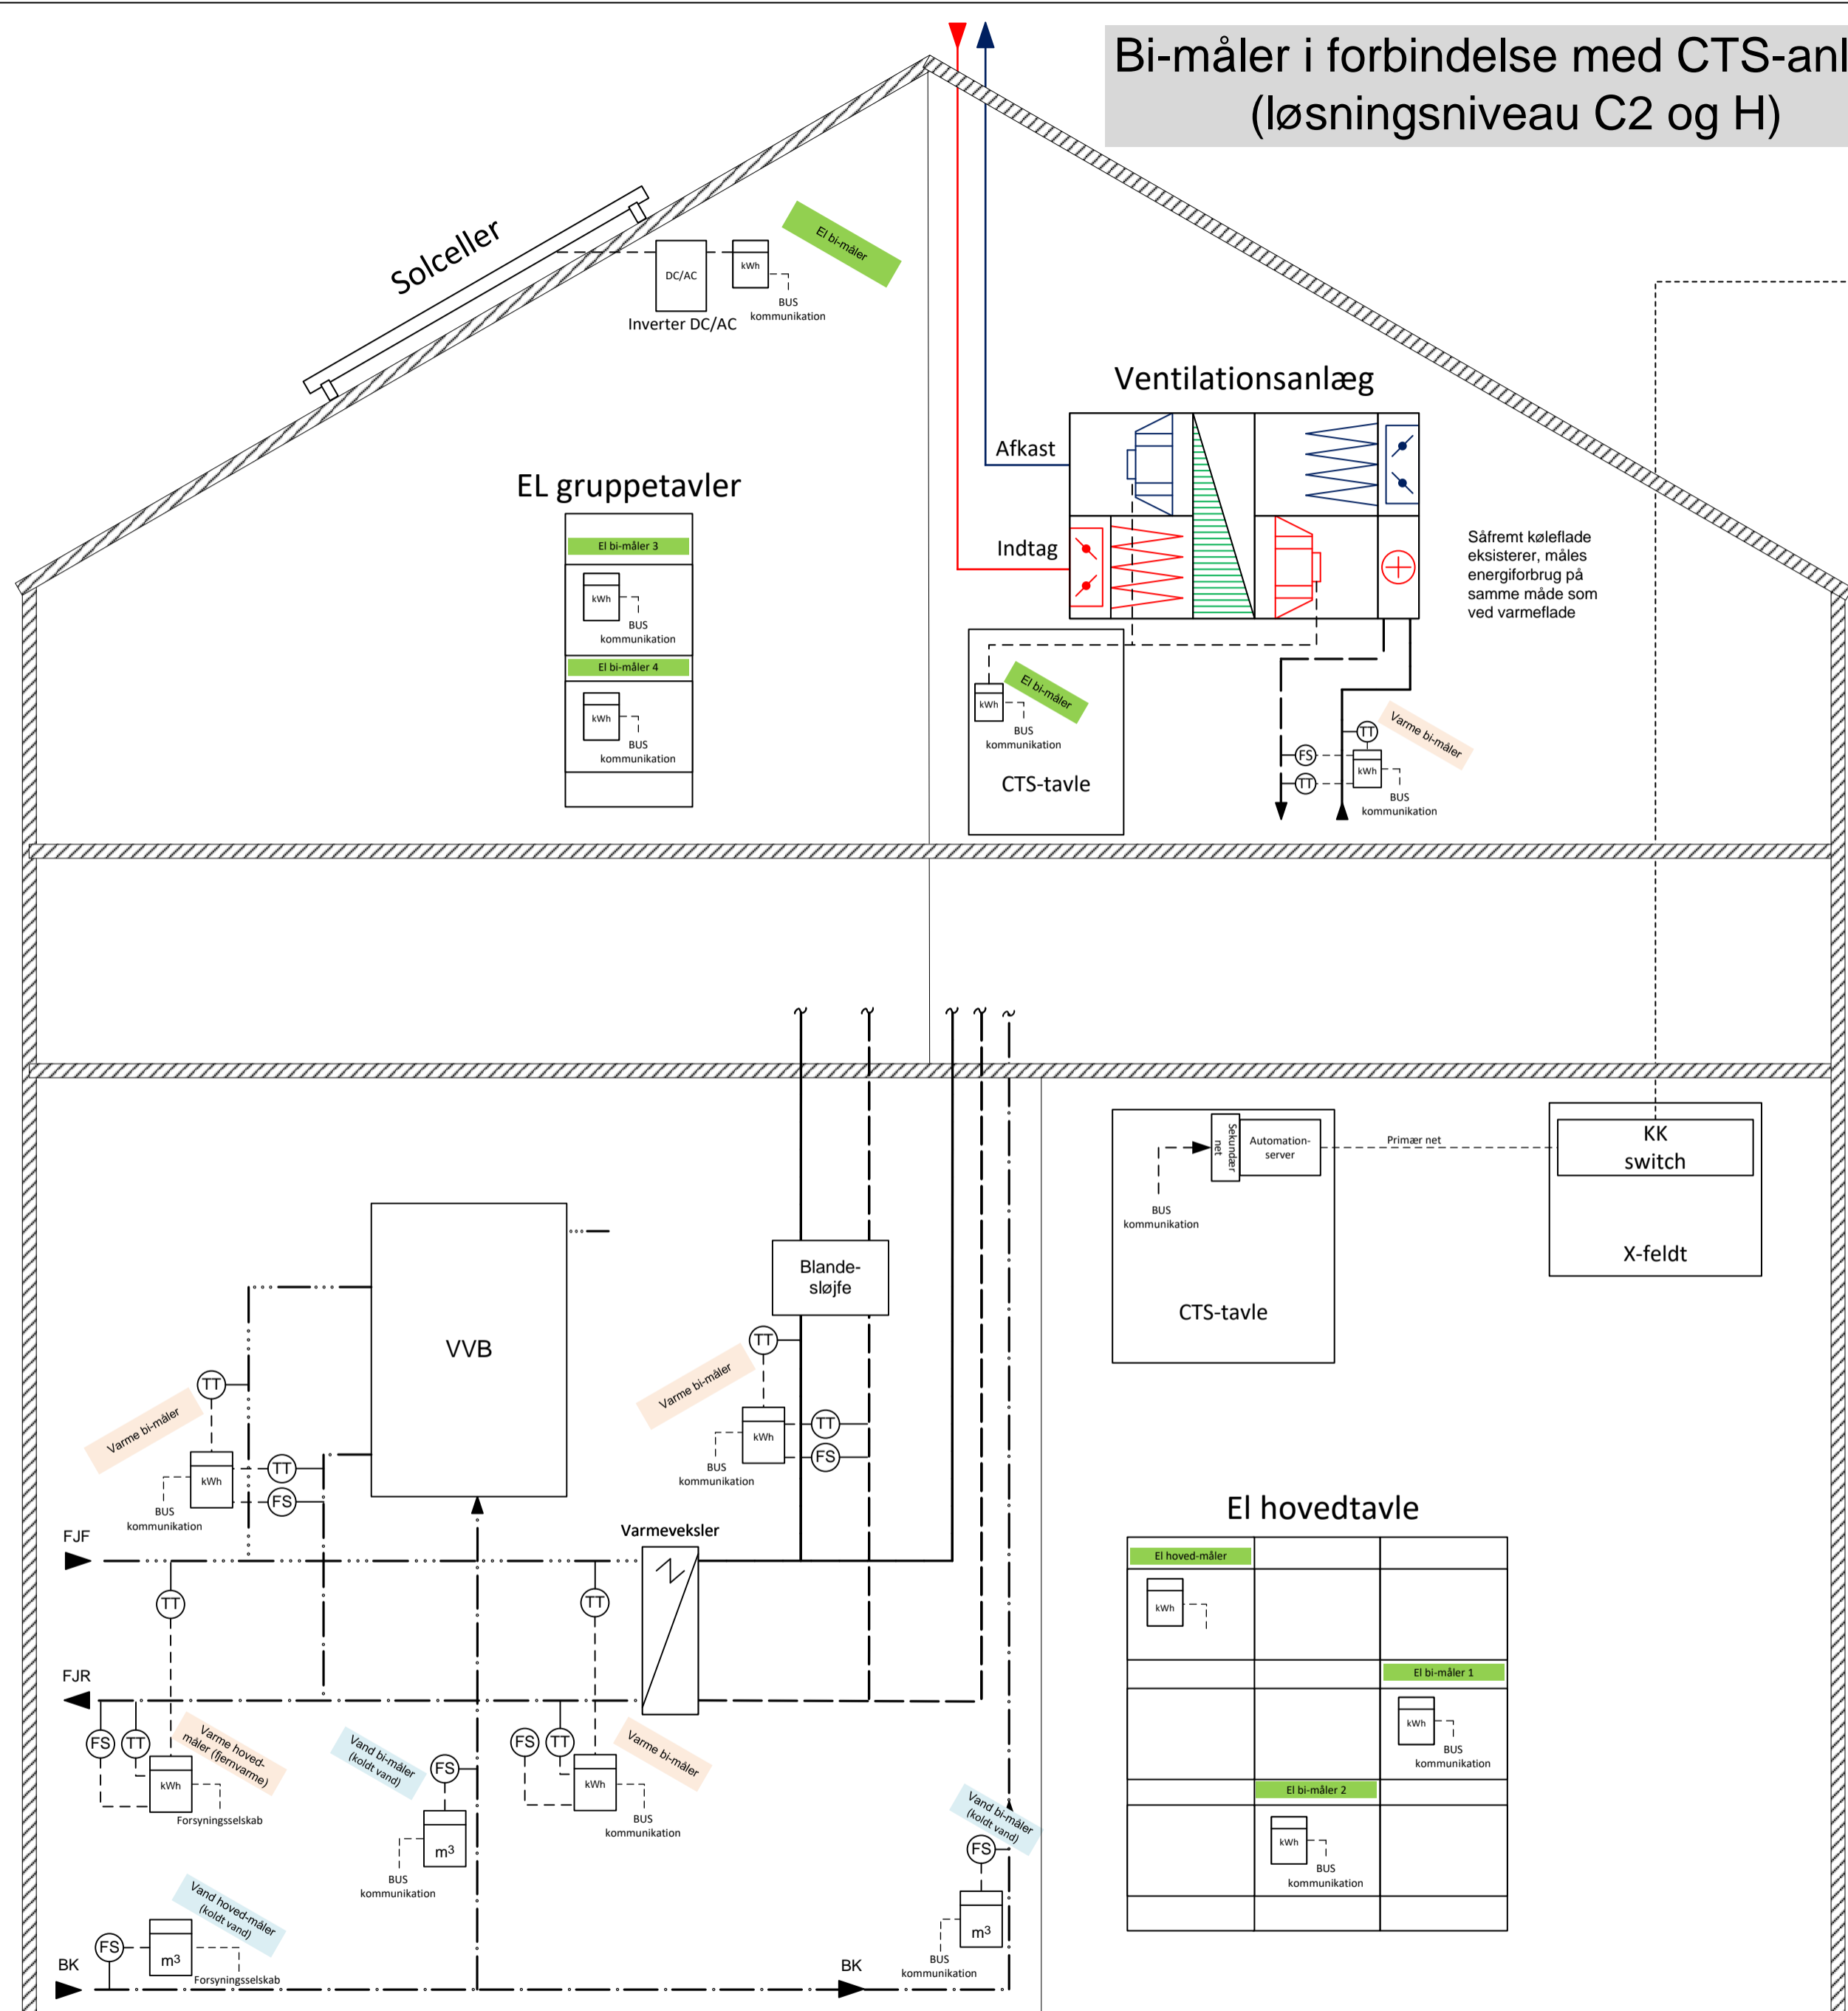 Bi-måler i forbindelse med CTS-anl
(løsningsniveau C2 og H)
Solceller
DC/AC
Inverter DC/AC
kWh
BUS
kommunikation
El bi-måler
Ventilationsanlæg
Afkast
Indtag
Såfremt køleflade
eksisterer, måles
energiforbrug på
samme måde som
ved varmeflade
EL gruppetavler
El bi-måler 3
kWh
BUS
kommunikation
El bi-måler 4
kWh
BUS
kommunikation
El bi-måler
kWh
BUS
kommunikation
CTS-tavle
Varme bi-måler
TT
FS
TT
kWh
BUS
kommunikation
Sekundær
net
Automation-
server
Primær net
KK
switch
BUS
kommunikation
X-feldt
CTS-tavle
VVB
Blande-
sløjfe
TT
Varme bi-måler
kWh
TT
FS
BUS
kommunikation
TT
Varme bi-måler
kWh
TT
FS
BUS
kommunikation
Varmeveksler
FJF
TT
TT
FJR
FS
TT
Varme hoved-
måler (fjernvarme)
kWh
Forsyningsselskab
Vand bi-måler
(koldt vand)
FS
m³
BUS
kommunikation
FS
TT
Varme bi-måler
kWh
BUS
kommunikation
Vand bi-måler
(koldt vand)
FS
m³
BUS
kommunikation
Vand hoved-måler
(koldt vand)
FS
m³
Forsyningsselskab
BK
BK
El hovedtavle
El hoved-måler
kWh
El bi-måler 1
kWh
BUS
kommunikation
El bi-måler 2
kWh
BUS
kommunikation